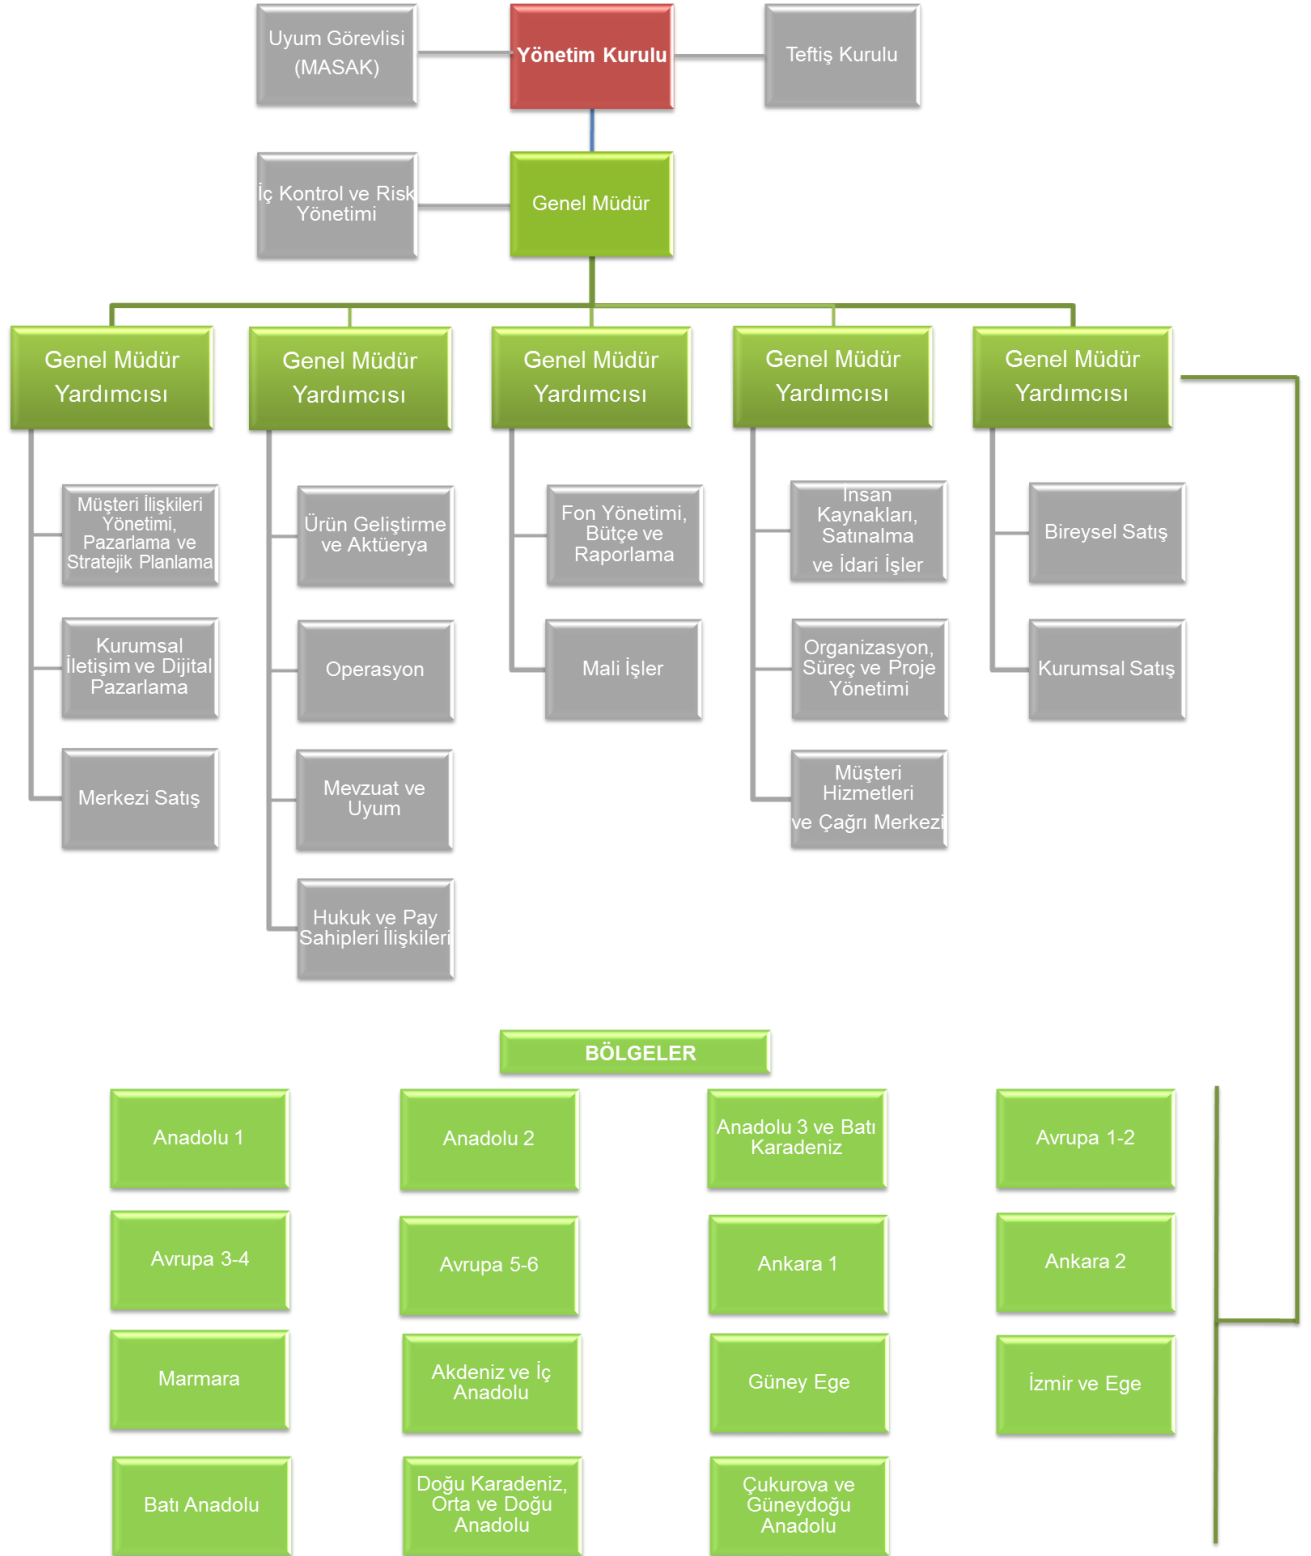 Uyum Görevlisi
(MASAK)
Yönetim Kurulu
Teftiş Kurulu
İç Kontrol ve Risk
Yönetimi
Genel Müdür
Genel Müdür
Yardımcısı
Genel Müdür
Yardımcısı
Genel Müdür
Yardımcısı
Genel Müdür
Yardımcısı
Genel Müdür
Yardımcısı
Müşteri İlişkileri
Yönetimi,
Pazarlama ve
Stratejik Planlama
Kurumsal
İletişim ve Dijital
Pazarlama
Merkezi Satış
Ürün Geliştirme
ve Aktüerya
Operasyon
Mevzuat ve
Uyum
Hukuk ve Pay
Sahipleri İlişkileri
Fon Yönetimi,
Bütçe ve
Raporlama
Mali İşler
İnsan
Kaynakları,
Satınalma
ve İdari İşler
Organizasyon,
Süreç ve Proje
Yönetimi
Müşteri
Hizmetleri
ve Çağrı Merkezi
Bireysel Satış
Kurumsal Satış
BÖLGELER
Anadolu 1
Anadolu 2
Anadolu 3 ve Batı
Karadeniz
Avrupa 1-2
Avrupa 3-4
Avrupa 5-6
Ankara 1
Ankara 2
Marmara
Akdeniz ve İç
Anadolu
Güney Ege
İzmir ve Ege
Batı Anadolu
Doğu Karadeniz,
Orta ve Doğu
Anadolu
Çukurova ve
Güneydoğu
Anadolu